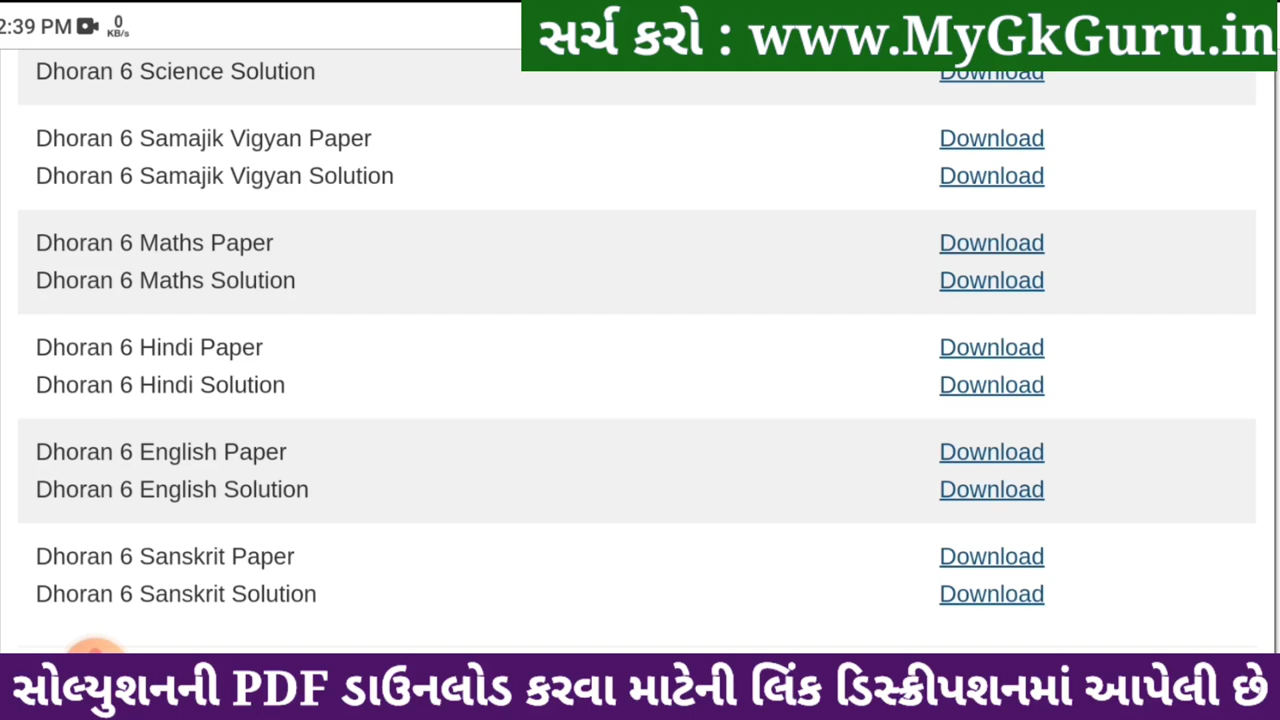 2:39 PM 0 KB/s
સર્ચ કરો : www.MyGkGuru.in
Dhoran 6 Science Solution Download
Dhoran 6 Samajik Vigyan Paper Download
Dhoran 6 Samajik Vigyan Solution Download
Dhoran 6 Maths Paper Download
Dhoran 6 Maths Solution Download
Dhoran 6 Hindi Paper Download
Dhoran 6 Hindi Solution Download
Dhoran 6 English Paper Download
Dhoran 6 English Solution Download
Dhoran 6 Sanskrit Paper Download
Dhoran 6 Sanskrit Solution Download
સોલ્યુશનની PDF ડાઉનલોડ કરવા માટેની લિંક ડિસ્ક્રીપશનમાં આપેલી છે